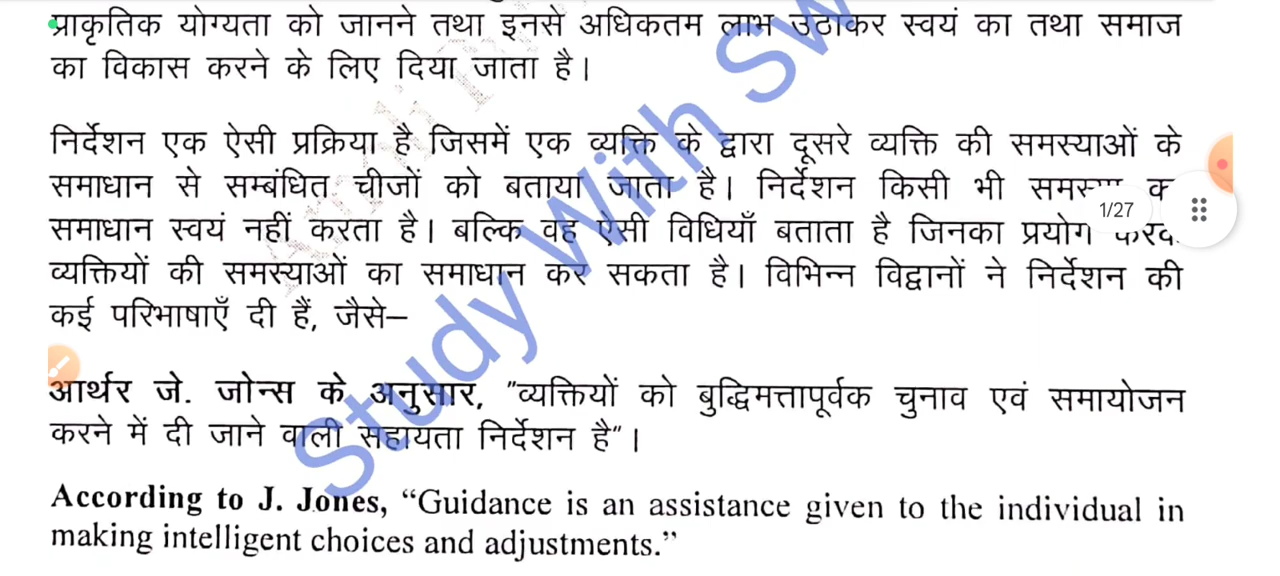 प्राकृतिक योग्यता को जानने तथा इनसे अधिकतम लाभ उठाकर स्वयं का तथा समाज
का विकास करने के लिए दिया जाता है।
निर्देशन एक ऐसी प्रक्रिया है जिसमें एक व्यक्ति के द्वारा दूसरे व्यक्ति की समस्याओं के
समाधान से सम्बंधित चीजों को बताया जाता है। निर्देशन किसी भी
1/27
समाधान स्वयं नहीं करता है। बल्कि वह ऐसी विधियाँ बताता है जिनका प्रयोग
व्यक्तियों की समस्याओं का समाधान कर सकता है। विभिन्न विद्वानों ने निर्देशन की
कई परिभाषाएँ दी हैं, जैसे–
आर्थर जे. जोन्स के अनुसार, "व्यक्तियों को बुद्धिमत्तापूर्वक चुनाव एवं समायोजन
करने में दी जाने वाली सहायता निर्देशन है"।
According to J. Jones, “Guidance is an assistance given to the individual in
making intelligent choices and adjustments.”
Study With